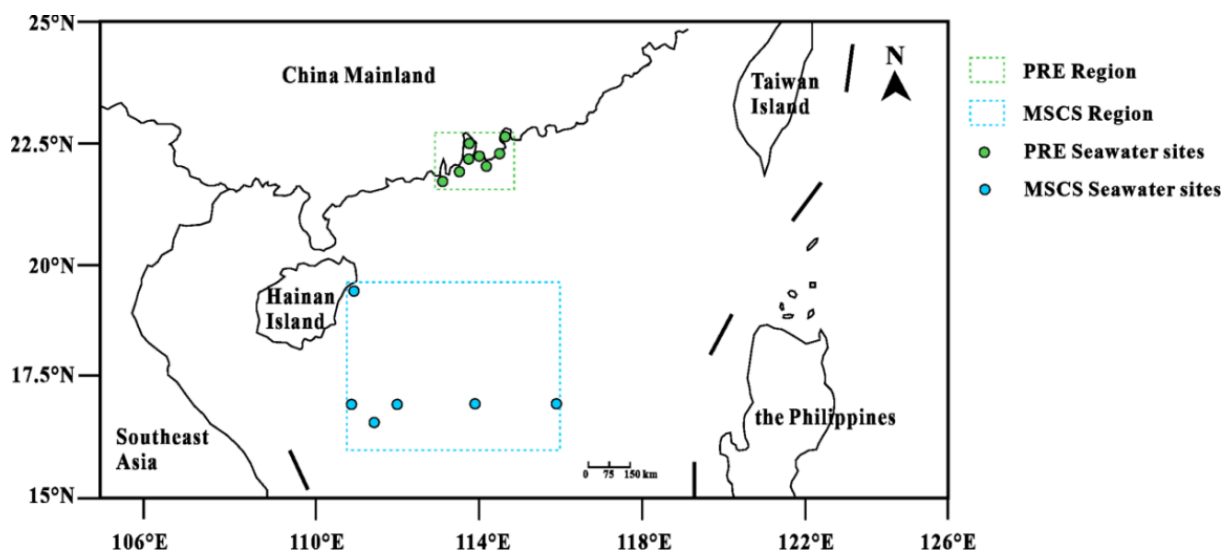 25°N
22.5°N
20°N
17.5°N
15°N
China Mainland
Taiwan
Island
N
Hainan
Island
Southeast
Asia
the Philippines
0 75 150 km
106°E
110°E
114°E
118°E
122°E
126°E
PRE Region
MSCS Region
PRE Seawater sites
MSCS Seawater sites